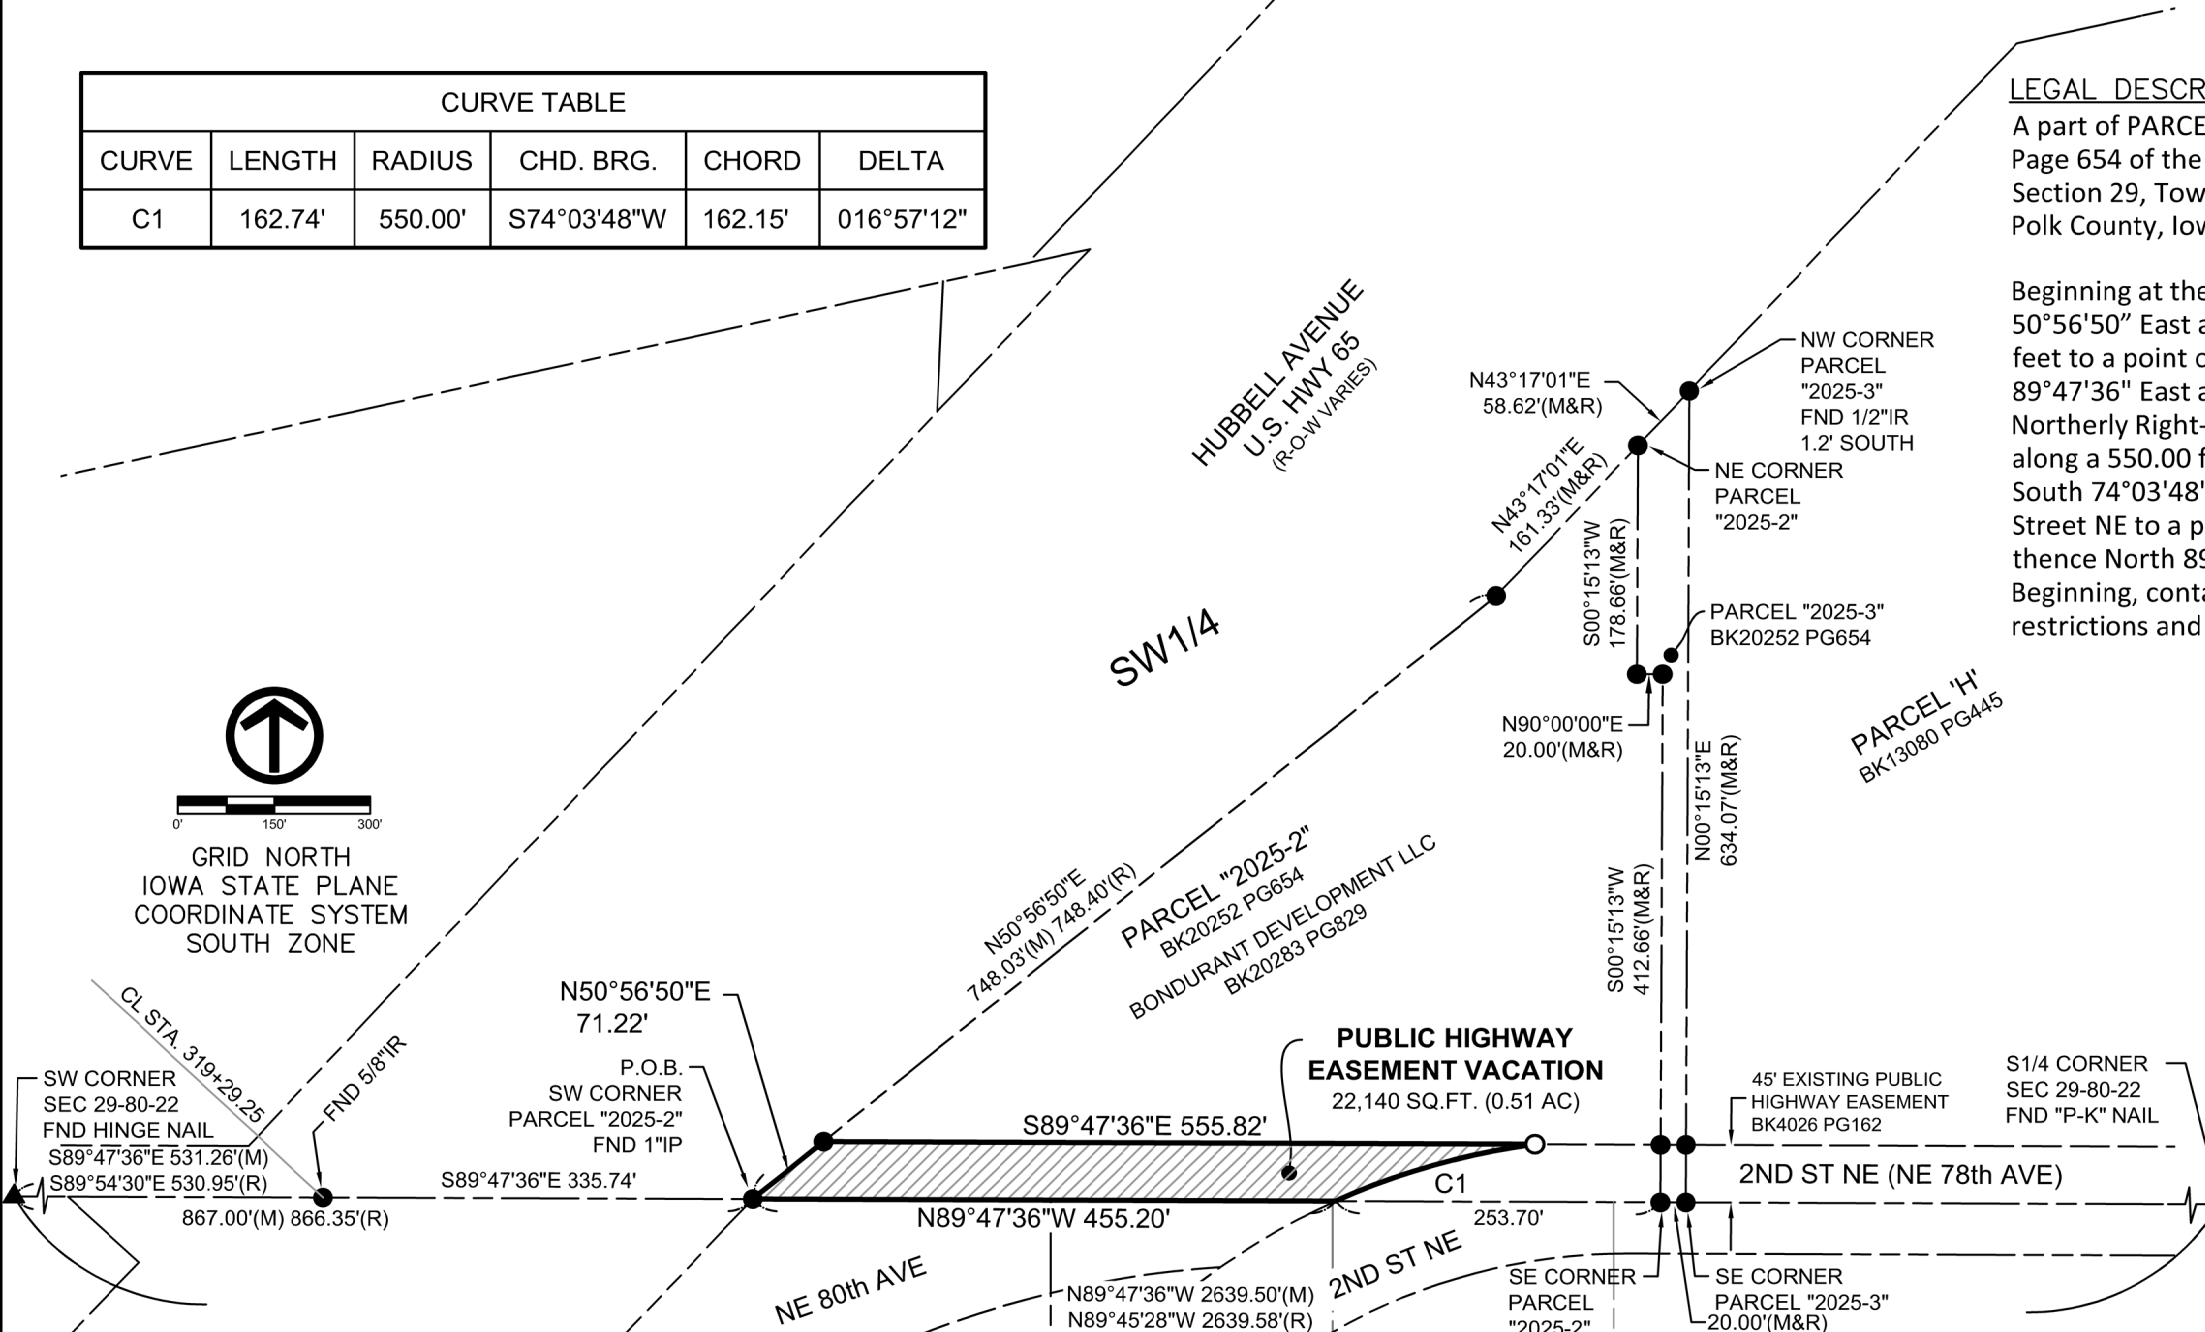 CURVE TABLE
CURVE LENGTH RADIUS CHD. BRG. CHORD DELTA
C1 162.74' 550.00' S74°03'48"W 162.15' 016°57'12"
LEGAL DESCR
A part of PARCE
Page 654 of the
Section 29, Tow
Polk County, Iow
Beginning at the
50°56'50” East a
feet to a point o
89°47'36" East a
Northerly Right-
along a 550.00 f
South 74°03'48'
Street NE to a p
thence North 89
Beginning, conta
restrictions and
HUBBELL AVENUE
U.S. HWY 65
(R-O-W VARIES)
NW CORNER
PARCEL
"2025-3"
FND 1/2"IR
1.2' SOUTH
N43°17'01"E
58.62'(M&R)
NE CORNER
PARCEL
"2025-2"
N43°17'01"E
161.33'(M&R)
S00°15'13"W
178.66'(M&R)
PARCEL "2025-3"
BK20252 PG654
SW1/4
N90°00'00"E
20.00'(M&R)
PARCEL 'H'
BK13080 PG445
N00°15'13"E
634.07'(M&R)
S00°15'13"W
412.66'(M&R)
0' 150' 300'
GRID NORTH
IOWA STATE PLANE
COORDINATE SYSTEM
SOUTH ZONE
N50°56'50"E
748.03'(M) 748.40'(R)
PARCEL "2025-2"
BK20252 PG654
BONDURANT DEVELOPMENT LLC
BK20283 PG829
N50°56'50"E
71.22'
CL STA. 319+29.25
FND 5/8"IR
P.O.B.
SW CORNER
PARCEL "2025-2"
FND 1"IP
PUBLIC HIGHWAY
EASEMENT VACATION
22,140 SQ.FT. (0.51 AC)
SW CORNER
SEC 29-80-22
FND HINGE NAIL
S89°47'36"E 531.26'(M)
S89°54'30"E 530.95'(R)
867.00'(M) 866.35'(R)
S89°47'36"E 335.74'
S89°47'36"E 555.82'
N89°47'36"W 455.20'
C1
253.70'
45' EXISTING PUBLIC
HIGHWAY EASEMENT
BK4026 PG162
S1/4 CORNER
SEC 29-80-22
FND "P-K" NAIL
2ND ST NE (NE 78th AVE)
NE 80th AVE
2ND ST NE
N89°47'36"W 2639.50'(M)
N89°45'28"W 2639.58'(R)
SE CORNER
PARCEL
"2025-2"
SE CORNER
PARCEL "2025-3"
20.00'(M&R)